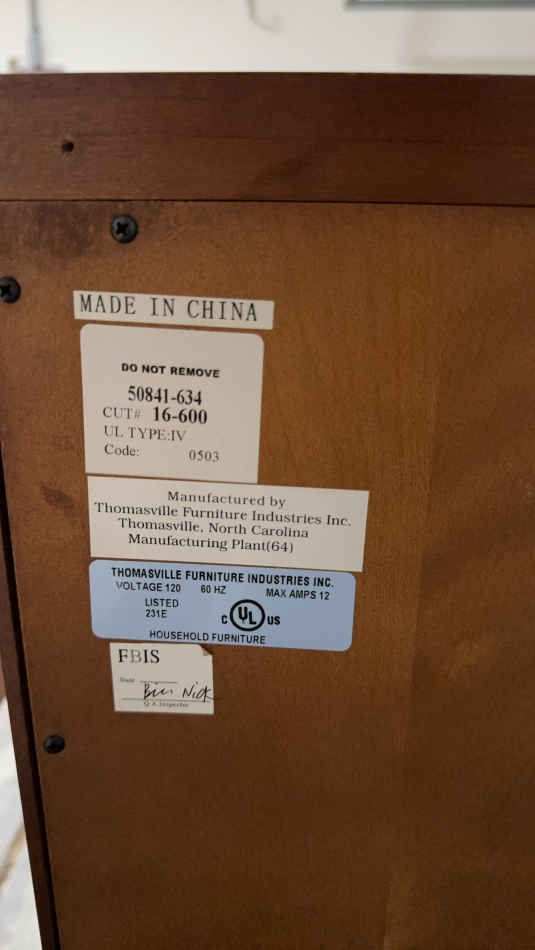 MADE IN CHINA
DO NOT REMOVE
50841-634
CUT# 16-600
UL TYPE:IV
Code: 0503
Manufactured by
Thomasville Furniture Industries Inc.
Thomasville, North Carolina
Manufacturing Plant(64)
THOMASVILLE FURNITURE INDUSTRIES INC.
VOLTAGE 120 60 HZ MAX AMPS 12
LISTED
231E
C UL US
HOUSEHOLD FURNITURE
FBIS
Date
Q A Inspector